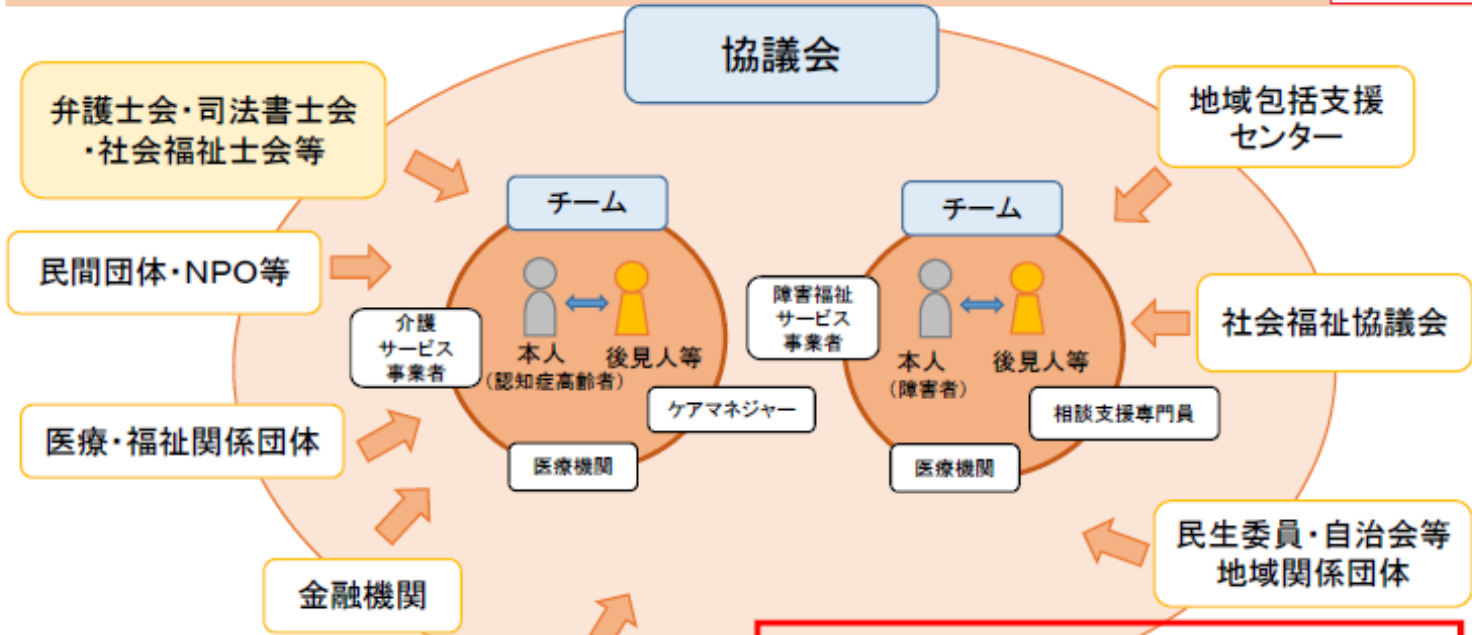 協議会
弁護士会・司法書士会
・社会福祉士会等
地域包括支援
センター
チーム
チーム
民間団体・NPO等
介護
サービス
事業者
本人
(認知症高齢者)
後見人等
ケアマネジャー
医療機関
障害福祉
サービス
事業者
本人
(障害者)
後見人等
相談支援専門員
医療機関
社会福祉協議会
医療・福祉関係団体
民生委員・自治会等
地域関係団体
金融機関